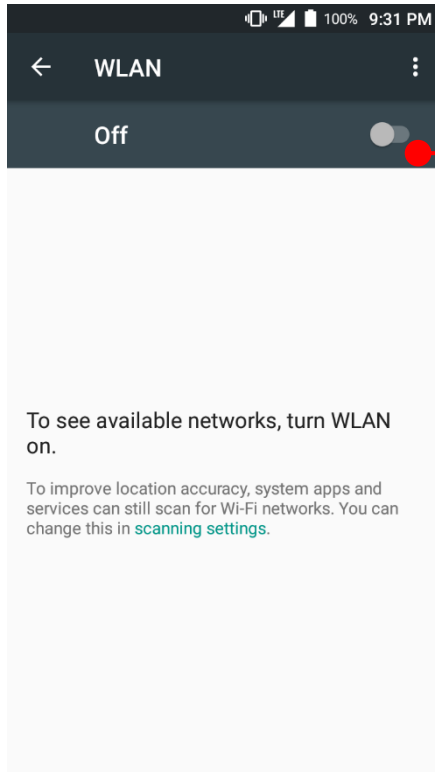 LTE 100% 9:31 PM
WLAN
Off
To see available networks, turn WLAN
on.
To improve location accuracy, system apps and
services can still scan for Wi-Fi networks. You can
change this in scanning settings.